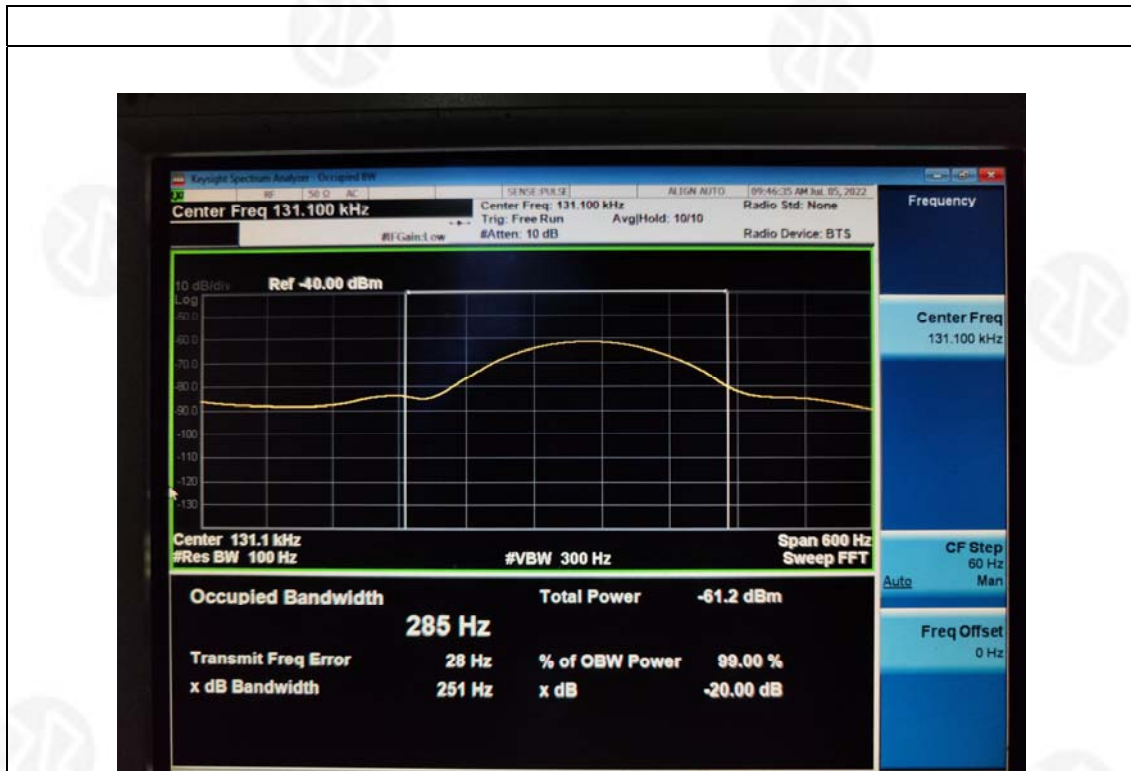 Keysight Spectrum Analyzer - Occupied BW
RF 50 Ω AC SENSE:PULSE ALIGN AUTO 09:46:35 AM Jul 05, 2022
Center Freq 131.100 kHz
Center Freq: 131.100 kHz
Radio Std: None
Trig: Free Run Avg|Hold: 10/10
#IFGain:Low #Atten: 10 dB Radio Device: BTS
10 dB/div Ref -40.00 dBm
Log
-50.0
-60.0
-70.0
-80.0
-90.0
-100
-110
-120
-130
Center 131.1 kHz Span 600 Hz
#Res BW 100 Hz #VBW 300 Hz Sweep FFT
Occupied Bandwidth Total Power -61.2 dBm
285 Hz
Transmit Freq Error 28 Hz % of OBW Power 99.00 %
x dB Bandwidth 251 Hz x dB -20.00 dB
Frequency
Center Freq
131.100 kHz
CF Step
60 Hz
Auto Man
Freq Offset
0 Hz